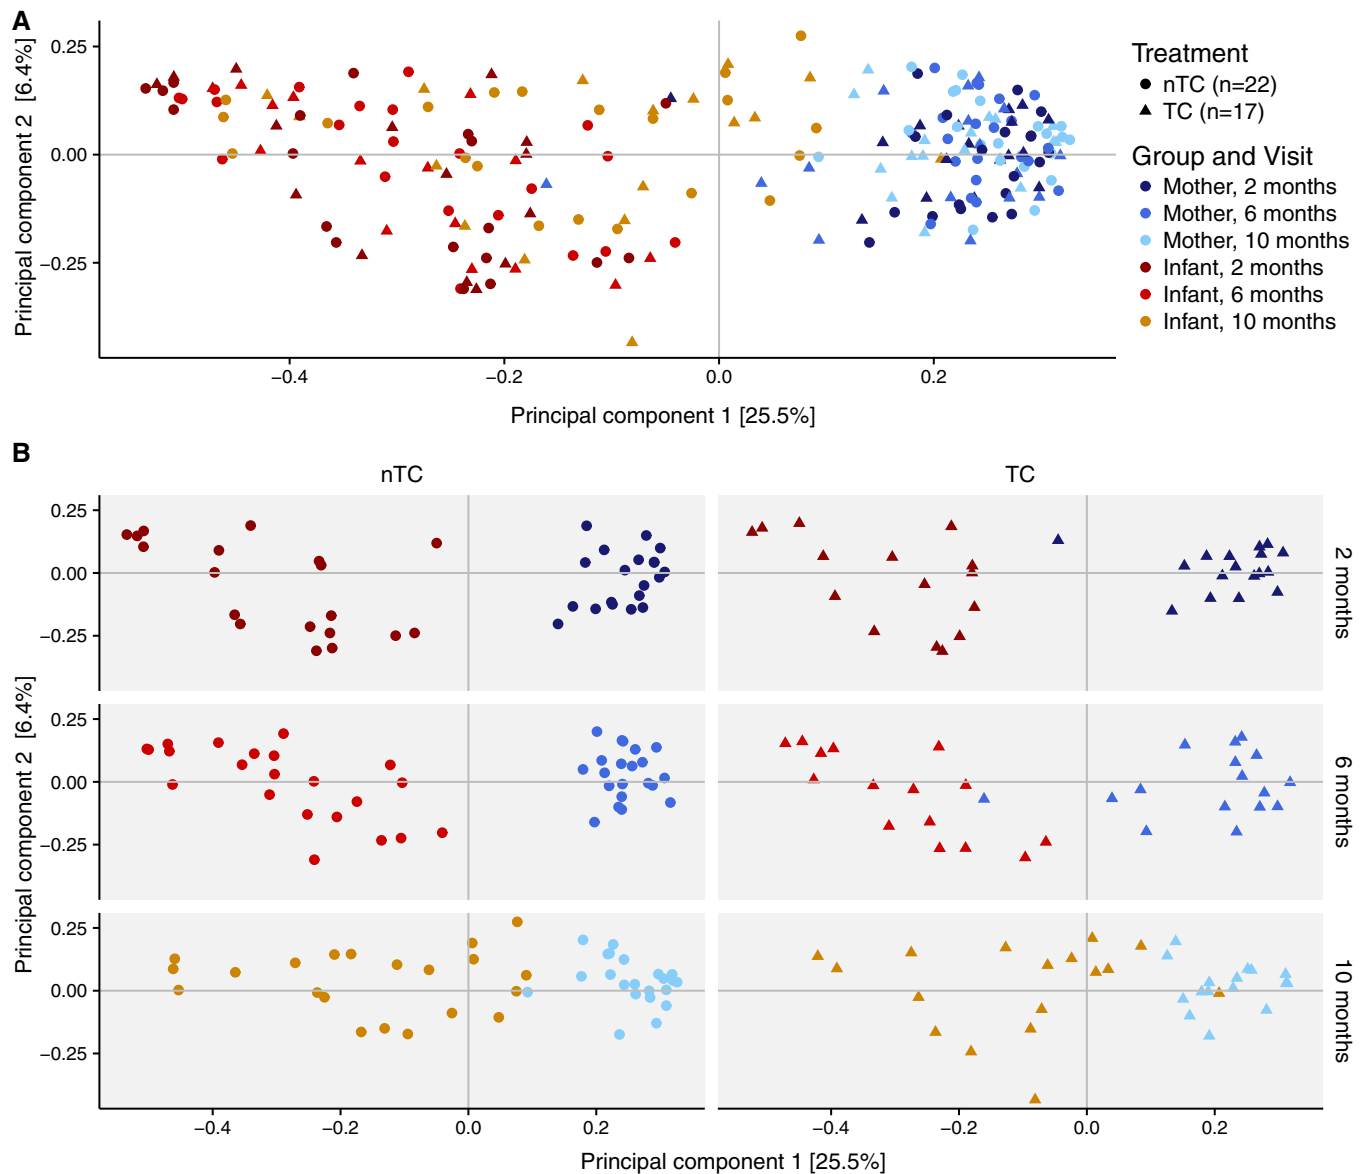 A
Principal component 2 [6.4%]
0.25
0.00
−0.25
−0.4
−0.2
0.0
0.2
Principal component 1 [25.5%]
Treatment
nTC (n=22)
TC (n=17)
Group and Visit
Mother, 2 months
Mother, 6 months
Mother, 10 months
Infant, 2 months
Infant, 6 months
Infant, 10 months
B
nTC
TC
Principal component 2 [6.4%]
0.25
0.00
−0.25
2 months
0.25
0.00
−0.25
6 months
0.25
0.00
−0.25
10 months
−0.4
−0.2
0.0
0.2
−0.4
−0.2
0.0
0.2
Principal component 1 [25.5%]